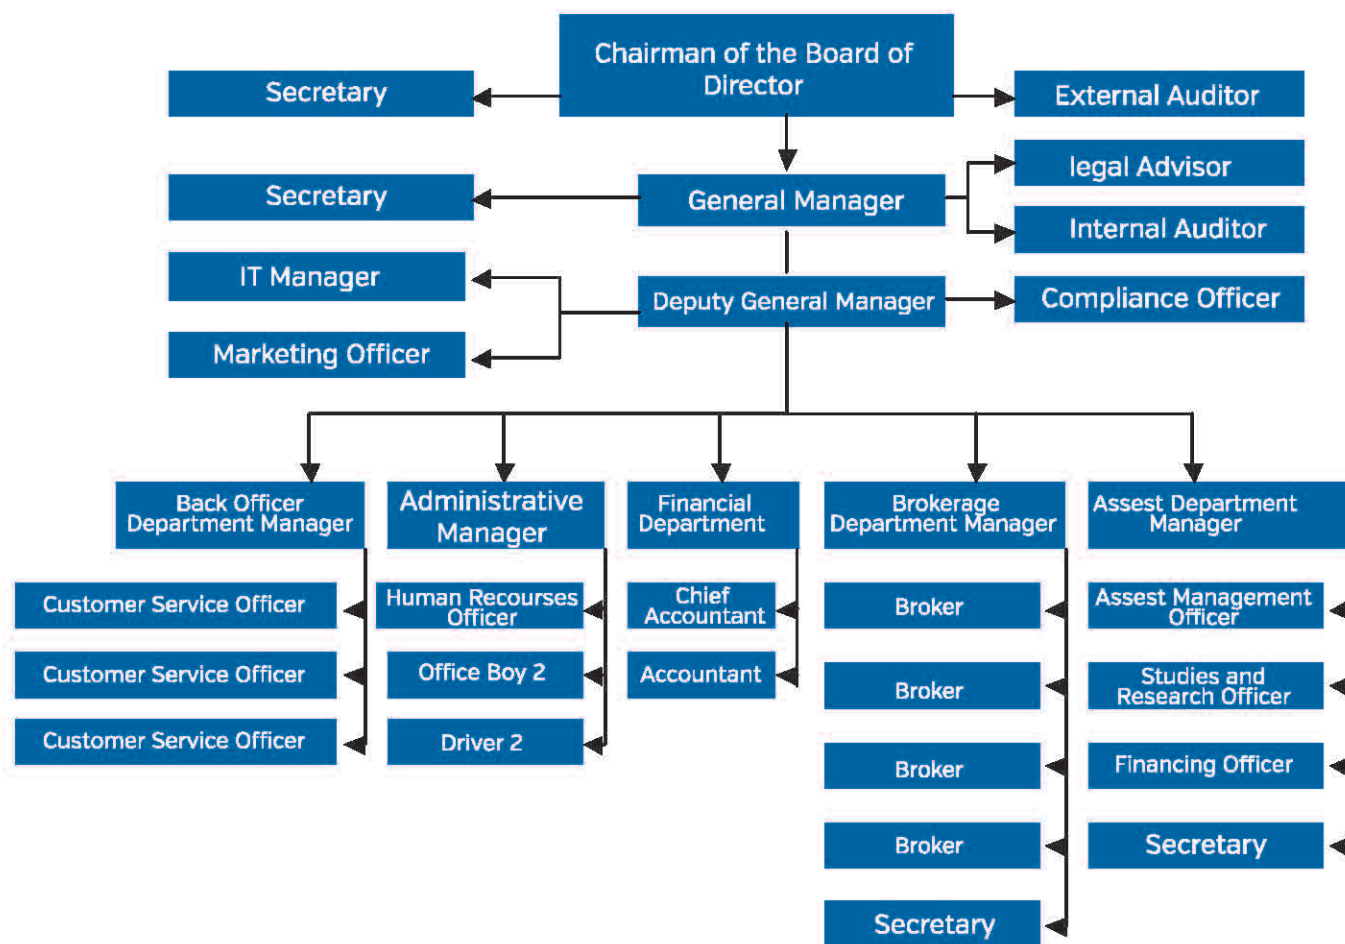 Chairman of the Board of
Director
Secretary
External Auditor
legal Advisor
Secretary
General Manager
Internal Auditor
IT Manager
Deputy General Manager
Compliance Officer
Marketing Officer
Back Officer
Department Manager
Administrative
Manager
Financial
Department
Brokerage
Department Manager
Assest Department
Manager
Customer Service Officer
Customer Service Officer
Customer Service Officer
Human Recourses
Officer
Office Boy 2
Driver 2
Chief
Accountant
Accountant
Broker
Broker
Broker
Broker
Secretary
Assest Management
Officer
Studies and
Research Officer
Financing Officer
Secretary